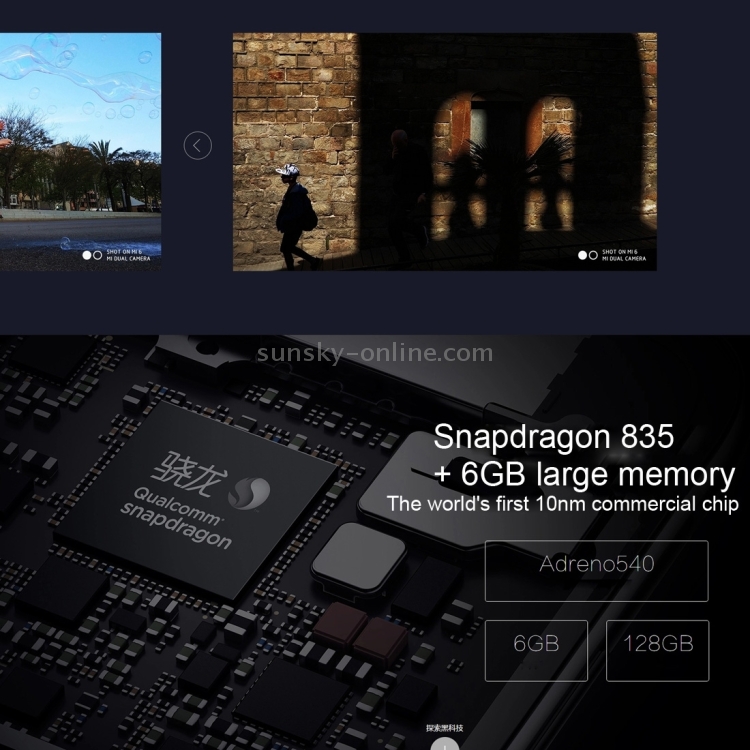 SHOT ON MI 6
MI DUAL CAMERA
SHOT ON MI 6
MI DUAL CAMERA
sunsky-online.com
骁龙
Qualcomm
snapdragon
Snapdragon 835
+ 6GB large memory
The world's first 10nm commercial chip
Adreno540
6GB
128GB
探索黑科技